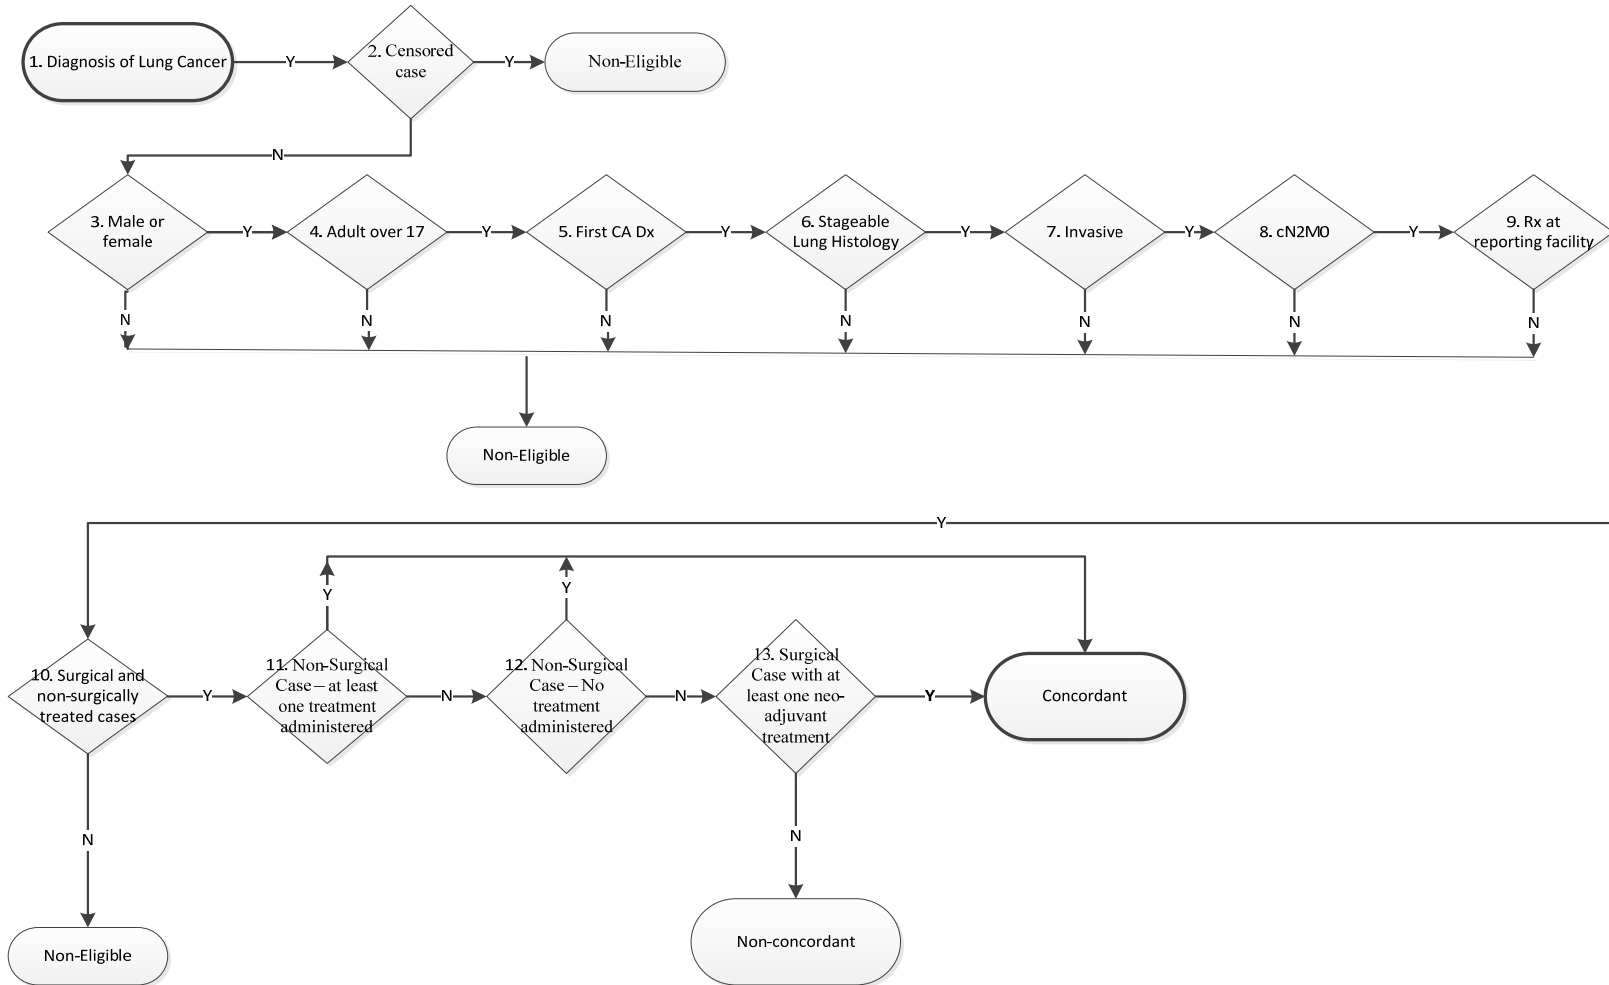 1. Diagnosis of Lung Cancer
Y
2. Censored
case
Y
Non-Eligible
N
3. Male or
female
Y
4. Adult over 17
Y
5. First CA Dx
Y
6. Stageable
Lung Histology
Y
7. Invasive
Y
8. cN2M0
Y
9. Rx at
reporting facility
N
N
N
N
N
N
N
Non-Eligible
Y
Y
Y
10. Surgical and
non-surgically
treated cases
Y
11. Non-Surgical
Case – at least
one treatment
administered
N
12. Non-Surgical
Case – No
treatment
administered
N
13. Surgical
Case with at
least one neo-
adjuvant
treatment
Y
Concordant
N
N
Non-Eligible
Non-concordant